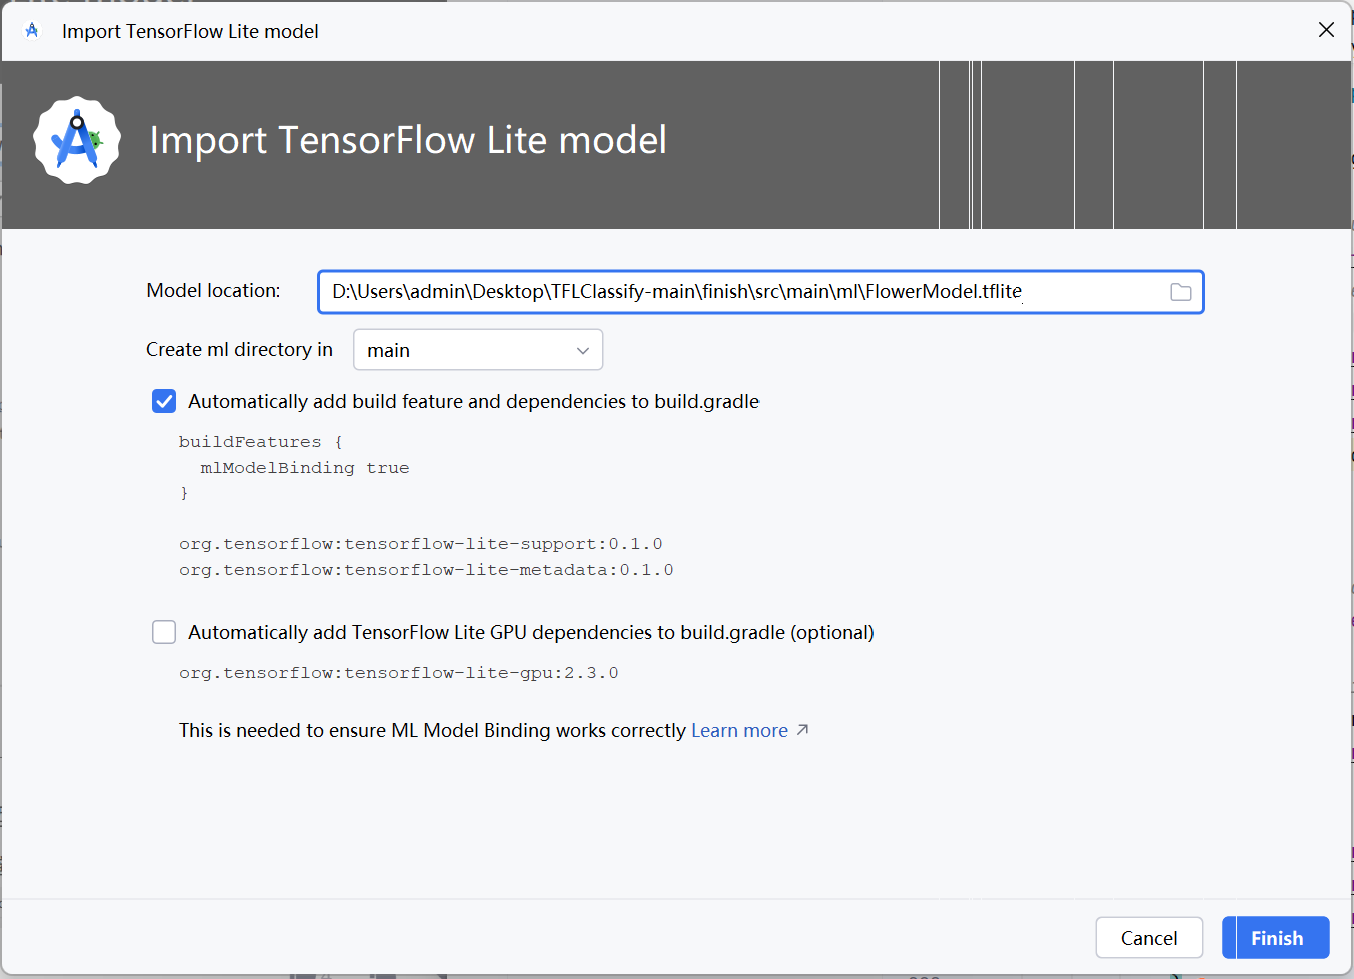 Import TensorFlow Lite model
Import TensorFlow Lite model
Model location: D:\Users\admin\Desktop\TFLClassify-main\finish\src\main\ml\FlowerModel.tflite
Create ml directory in main
Automatically add build feature and dependencies to build.gradle
buildFeatures {
mlModelBinding true
}
org.tensorflow:tensorflow-lite-support:0.1.0
org.tensorflow:tensorflow-lite-metadata:0.1.0
Automatically add TensorFlow Lite GPU dependencies to build.gradle (optional)
org.tensorflow:tensorflow-lite-gpu:2.3.0
This is needed to ensure ML Model Binding works correctly Learn more ↗
Cancel Finish